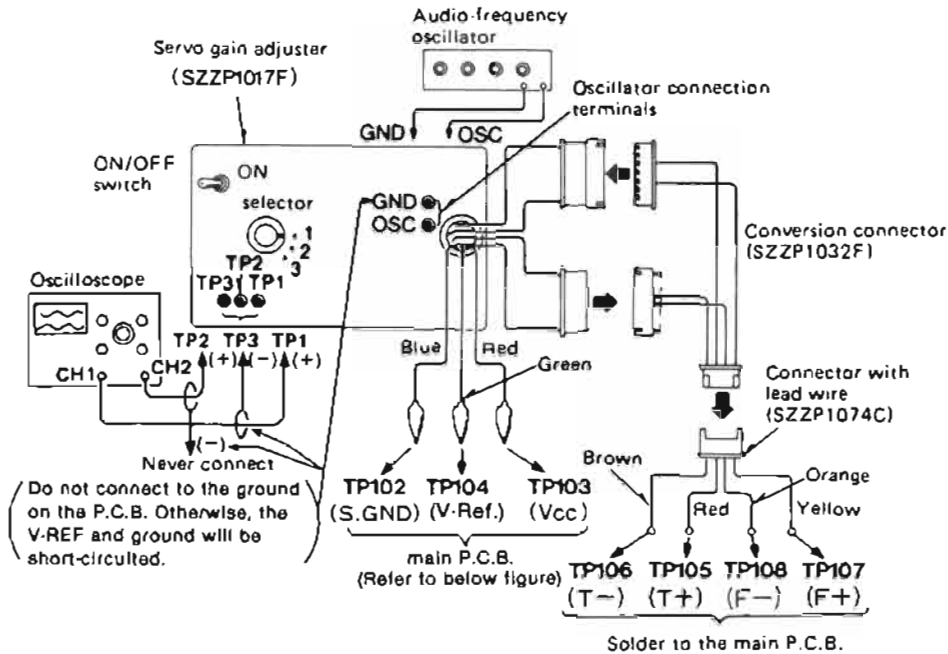 Audio-frequency
oscillator
Servo gain adjuster
(SZZP1017F)
Oscillator connection
terminals
GND
OSC
ON/OFF
switch
ON
selector
1
2
3
GND
OSC
TP2
TP3
TP1
Conversion connector
(SZZP1032F)
Oscilloscope
CH1
CH2
TP2
(+)
TP3
(-)
TP1
(+)
(-)
Never connect
Do not connect to the ground
on the P.C.B. Otherwise, the
V-REF and ground will be
short-circuited.
Blue
Red
Green
TP102
(S.GND)
TP104
(V-Ref.)
TP103
(Vcc)
main P.C.B.
(Refer to below figure)
Connector with
lead wire
(SZZP1074C)
Brown
Red
Orange
Yellow
TP106
(T-)
TP105
(T+)
TP108
(F-)
TP107
(F+)
Solder to the main P.C.B.